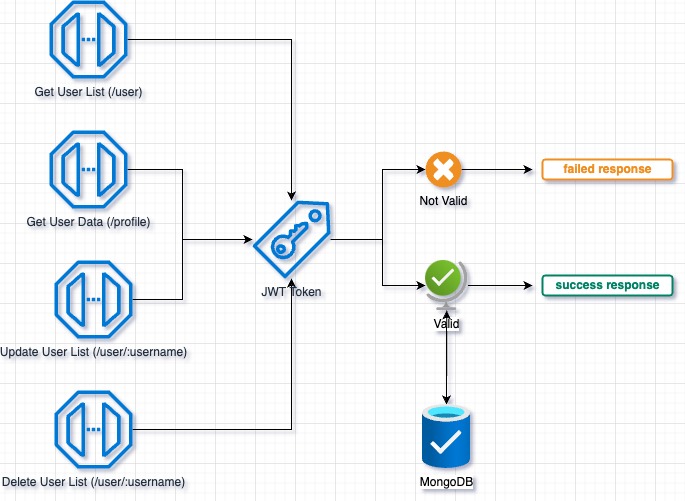 Get User List (/user)
Get User Data (/profile)
Update User List (/user/:username)
Delete User List (/user/:username)
JWT Token
Not Valid
failed response
Valid
success response
MongoDB